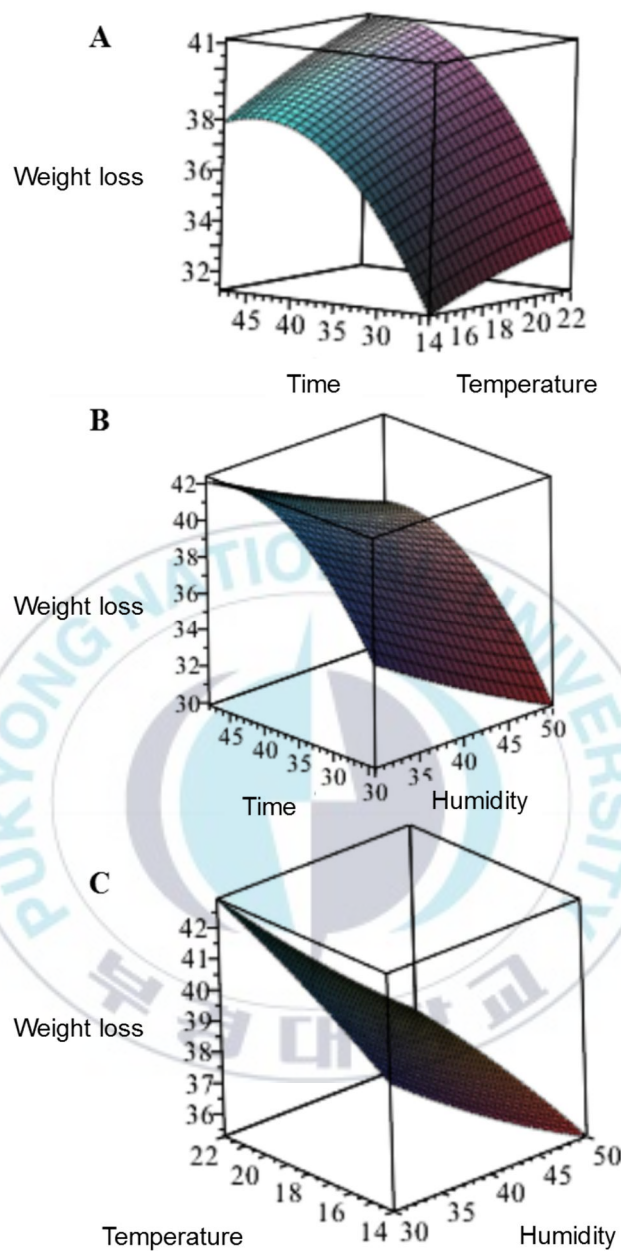 A
41
38
Weight loss
36
34
32
45 40 35 30 14 16 18 20 22
Time Temperature
B
42
40
38
36
Weight loss
34
32
30
45 40 35 30 30 35 40 45 50
Time Humidity
PUKYONG NATIONAL UNIVERSITY
C
42
41
40
39
Weight loss
38
37
36
22 20 18 16 14 30 35 40 45 50
Temperature Humidity